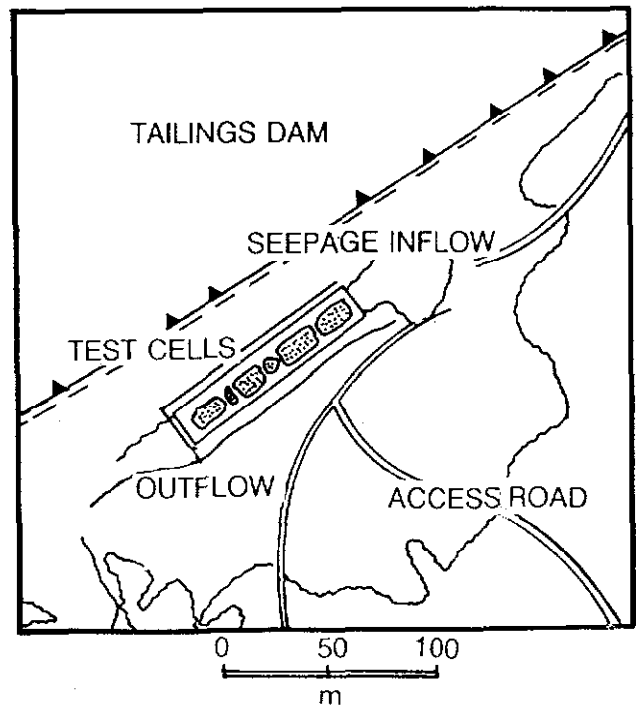 TAILINGS DAM
SEEPAGE INFLOW
TEST CELLS
OUTFLOW
ACCESS ROAD
0 50 100
m